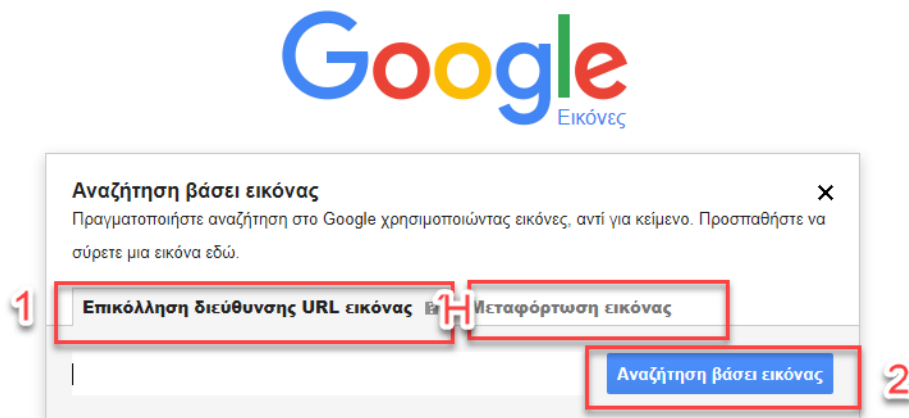 Google
Εικόνες
Αναζήτηση βάσει εικόνας
Πραγματοποιήστε αναζήτηση στο Google χρησιμοποιώντας εικόνες, αντί για κείμενο. Προσπαθήστε να
σύρετε μια εικόνα εδώ.
1 Επικόλληση διεύθυνσης URL εικόνας Ή Μεταφόρτωση εικόνας
Αναζήτηση βάσει εικόνας 2